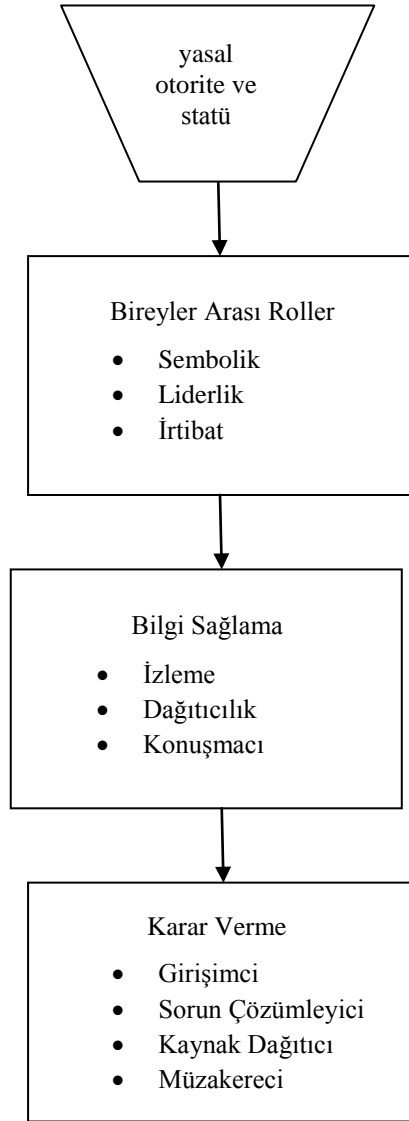 yasal
otorite ve
statü
Bireyler Arası Roller
• Sembolik
• Liderlik
• İrtibat
Bilgi Sağlama
• İzleme
• Dağıtıcılık
• Konuşmacı
Karar Verme
• Girişimci
• Sorun Çözümleyici
• Kaynak Dağıtıcı
• Müzakereci